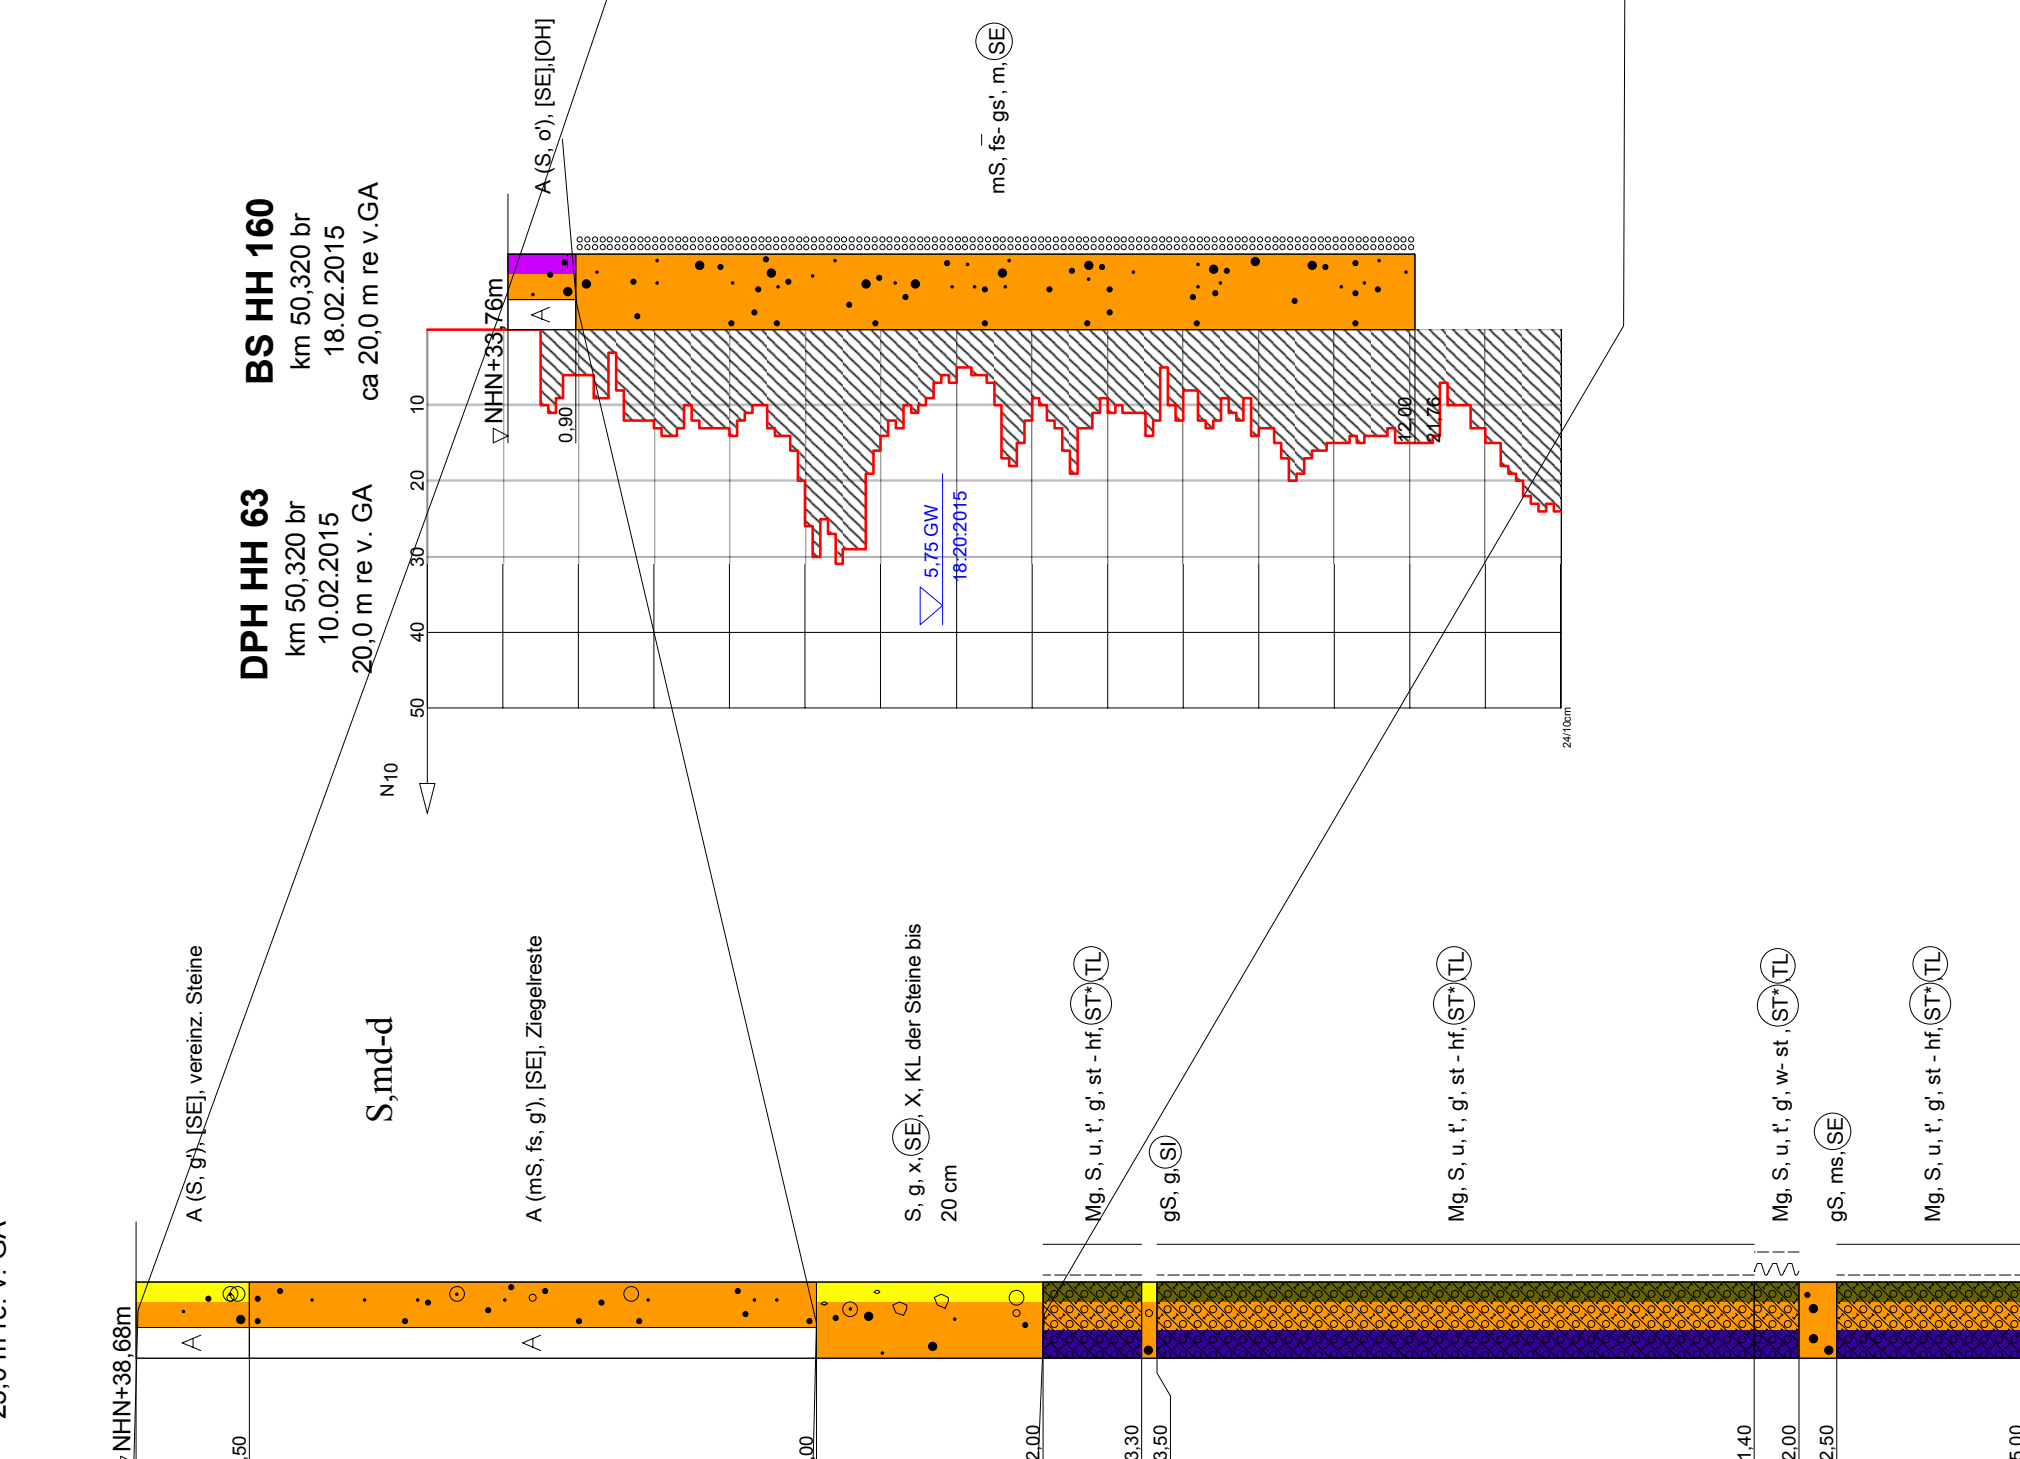 BS HH 160
km 50,320 br
18.02.2015
ca 20,0 m re v.GA
DPH HH 63
km 50,320 br
10.02.2015
20,0 m re v. GA
NHN+33,76m
A (S, o'), [SE],[OH]
mS, fs̅- gs', m, SE
A
0,90
12,00
21,76
10
20
30
40
50
N10
5,75 GW
18.20.2015
24/10cm
A (S, g'), [SE], vereinz. Steine
S,md-d
A (mS, fs, g'), [SE], Ziegelreste
S, g, x, SE, X, KL der Steine bis
20 cm
Mg, S, u, t', g', st - hf, ST* TL
gS, g, SI
Mg, S, u, t', g', st - hf, ST* TL
Mg, S, u, t', g', w- st , ST* TL
gS, ms, SE
Mg, S, u, t', g', st - hf, ST* TL
NHN+38,68m
A
A
,50
,00
2,00
3,30
3,50
1,40
2,00
2,50
5,00